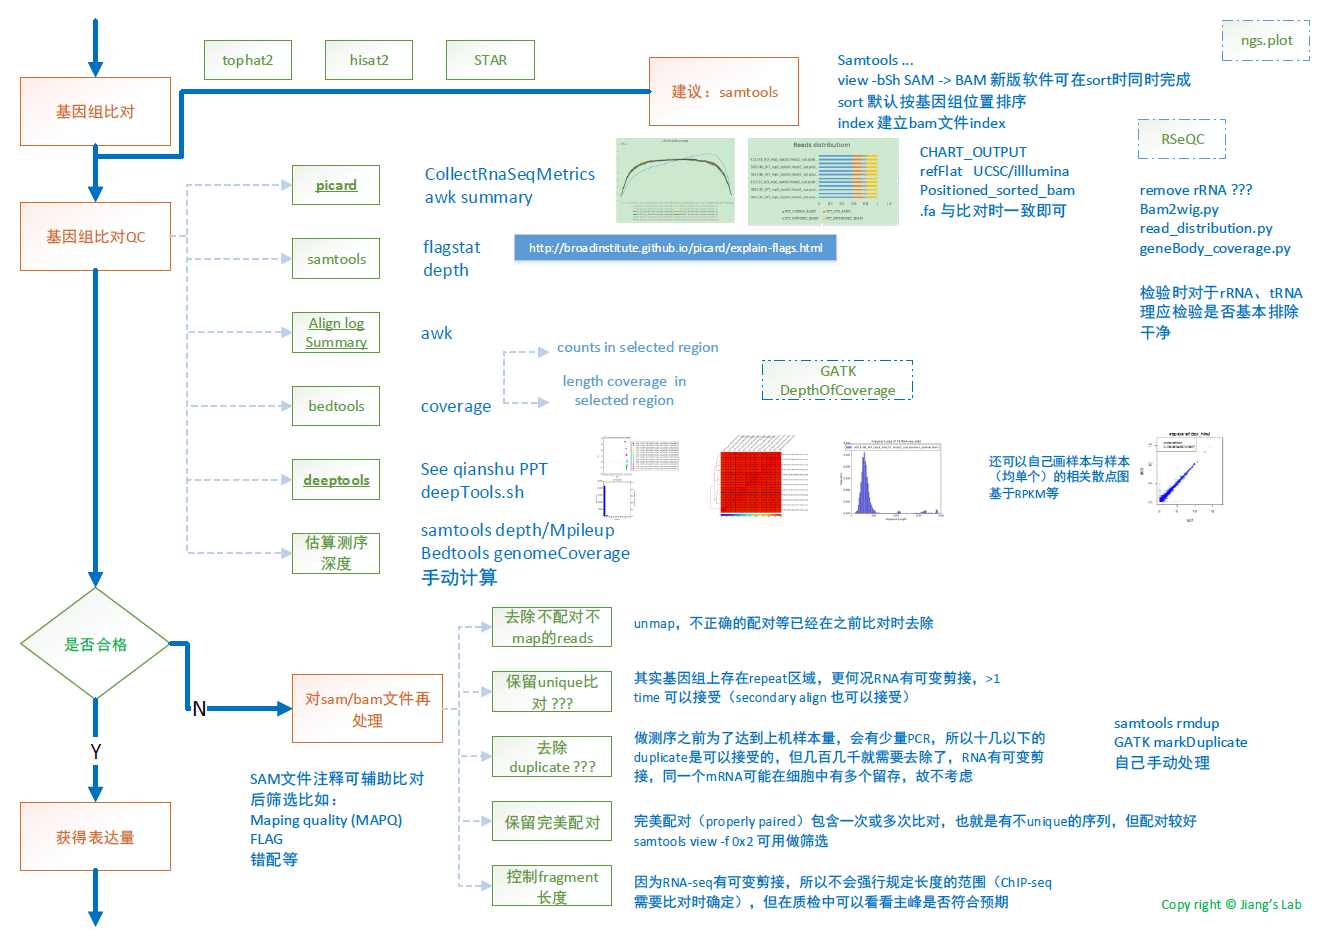 tophat2
hisat2
STAR
ngs.plot
基因组比对
建议：samtools
Samtools ...
view -bSh SAM -> BAM 新版软件可在sort时同时完成
sort 默认按基因组位置排序
index 建立bam文件index
RSeQC
remove rRNA ???
Bam2wig.py
read_distribution.py
geneBody_coverage.py
检验时对于rRNA、tRNA
理应检验是否基本排除
干净
基因组比对QC
picard
CollectRnaSeqMetrics
awk summary
Reads distribution
CHART_OUTPUT
refFlat UCSC/illlumina
Positioned_sorted_bam
.fa 与比对时一致即可
samtools
flagstat
depth
http://broadinstitute.github.io/picard/explain-flags.html
Align log
Summary
awk
counts in selected region
length coverage in
selected region
GATK
DepthOfCoverage
bedtools
coverage
deeptools
See qianshu PPT
deepTools.sh
还可以自己画样本与样本
（均单个）的相关散点图
基于RPKM等
估算测序
深度
samtools depth/Mpileup
Bedtools genomeCoverage
手动计算
是否合格
N
Y
对sam/bam文件再
处理
去除不配对不
map的reads
unmap，不正确的配对等已经在之前比对时去除
保留unique比
对 ???
其实基因组上存在repeat区域，更何况RNA有可变剪接，>1
time 可以接受（secondary align 也可以接受）
去除
duplicate ???
做测序之前为了达到上机样本量，会有少量PCR，所以十几以下的
duplicate是可以接受的，但几百几千就需要去除了，RNA有可变剪
接，同一个mRNA可能在细胞中有多个留存，故不考虑
samtools rmdup
GATK markDuplicate
自己手动处理
SAM文件注释可辅助比对
后筛选比如：
Maping quality (MAPQ)
FLAG
错配等
保留完美配对
完美配对（properly paired）包含一次或多次比对，也就是有不unique的序列，但配对较好
samtools view -f 0x2 可用做筛选
获得表达量
控制fragment
长度
因为RNA-seq有可变剪接，所以不会强行规定长度的范围（ChIP-seq
需要比对时确定），但在质检中可以看看主峰是否符合预期
Copy right © Jiang's Lab